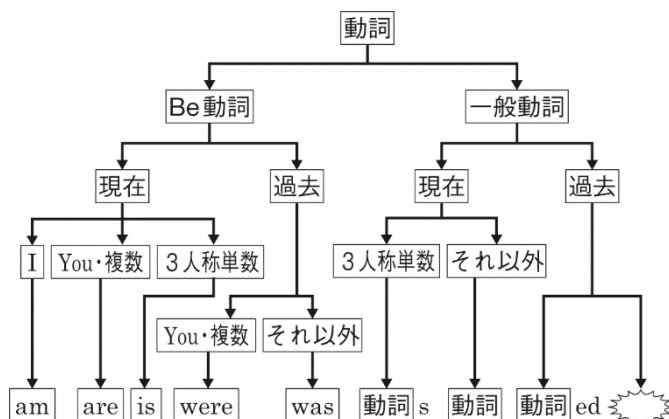 動詞
Be動詞 一般動詞
現在 過去 現在 過去
I You・複数 3人称単数 3人称単数 それ以外
You・複数 それ以外
am are is were was 動詞 s 動詞 動詞 ed